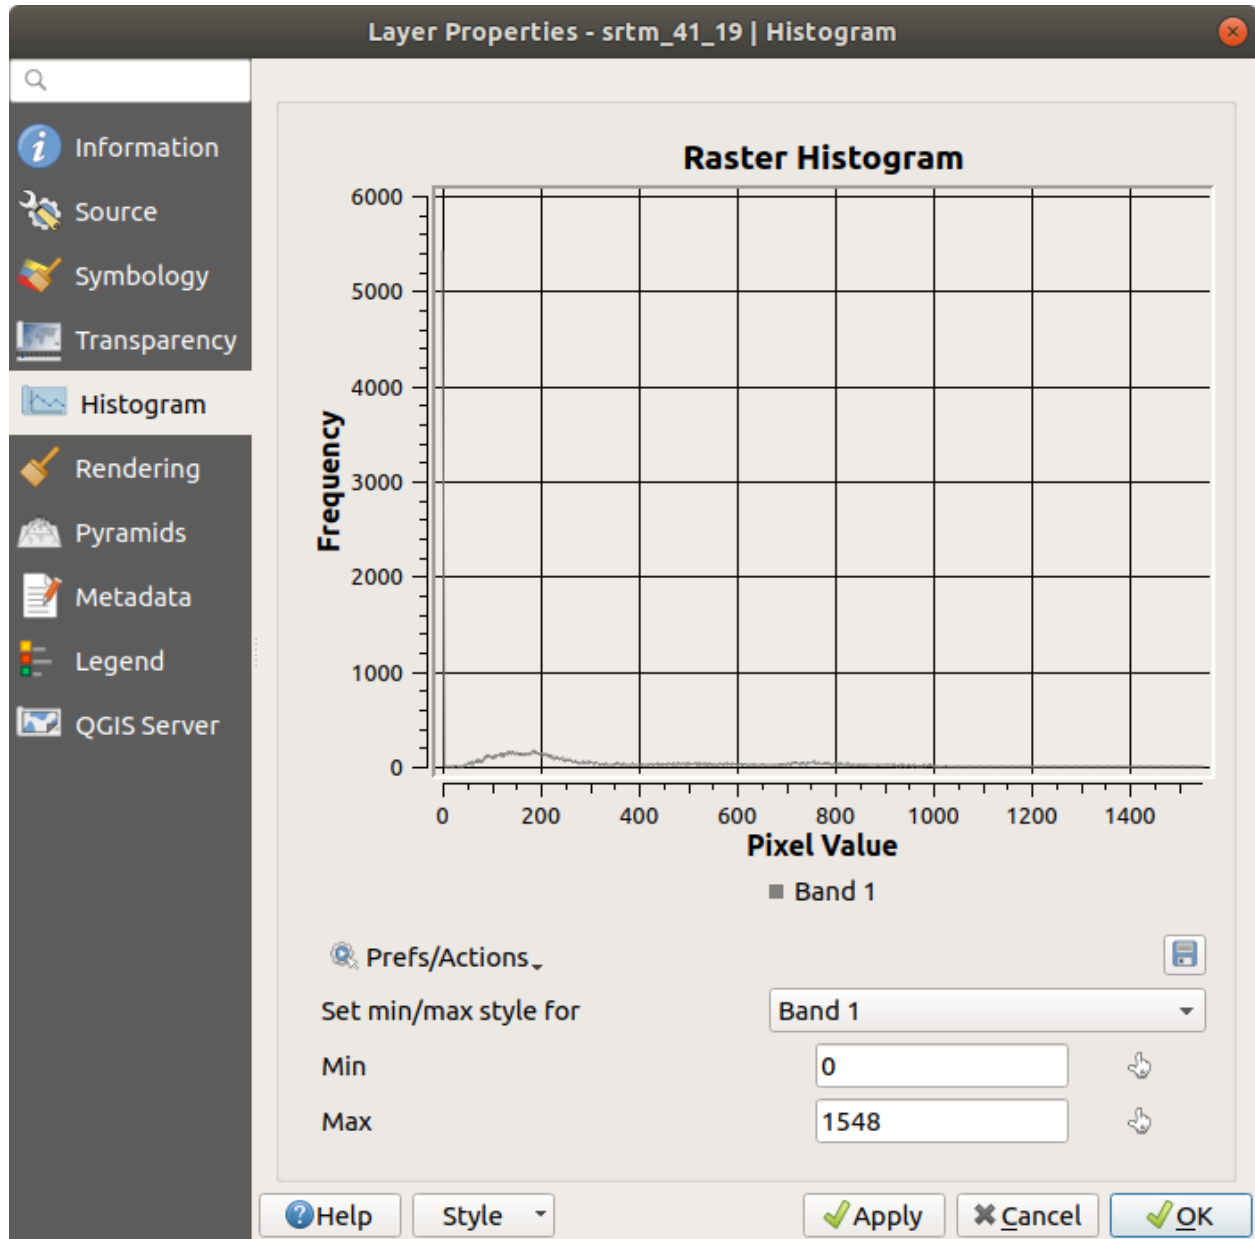 Layer Properties - srtm_41_19 | Histogram
Information
Source
Symbology
Transparency
Histogram
Rendering
Pyramids
Metadata
Legend
QGIS Server
Raster Histogram
Frequency
6000
5000
4000
3000
2000
1000
0
0 200 400 600 800 1000 1200 1400
Pixel Value
Band 1
Prefs/Actions
Set min/max style for Band 1
Min 0
Max 1548
Help Style Apply Cancel OK